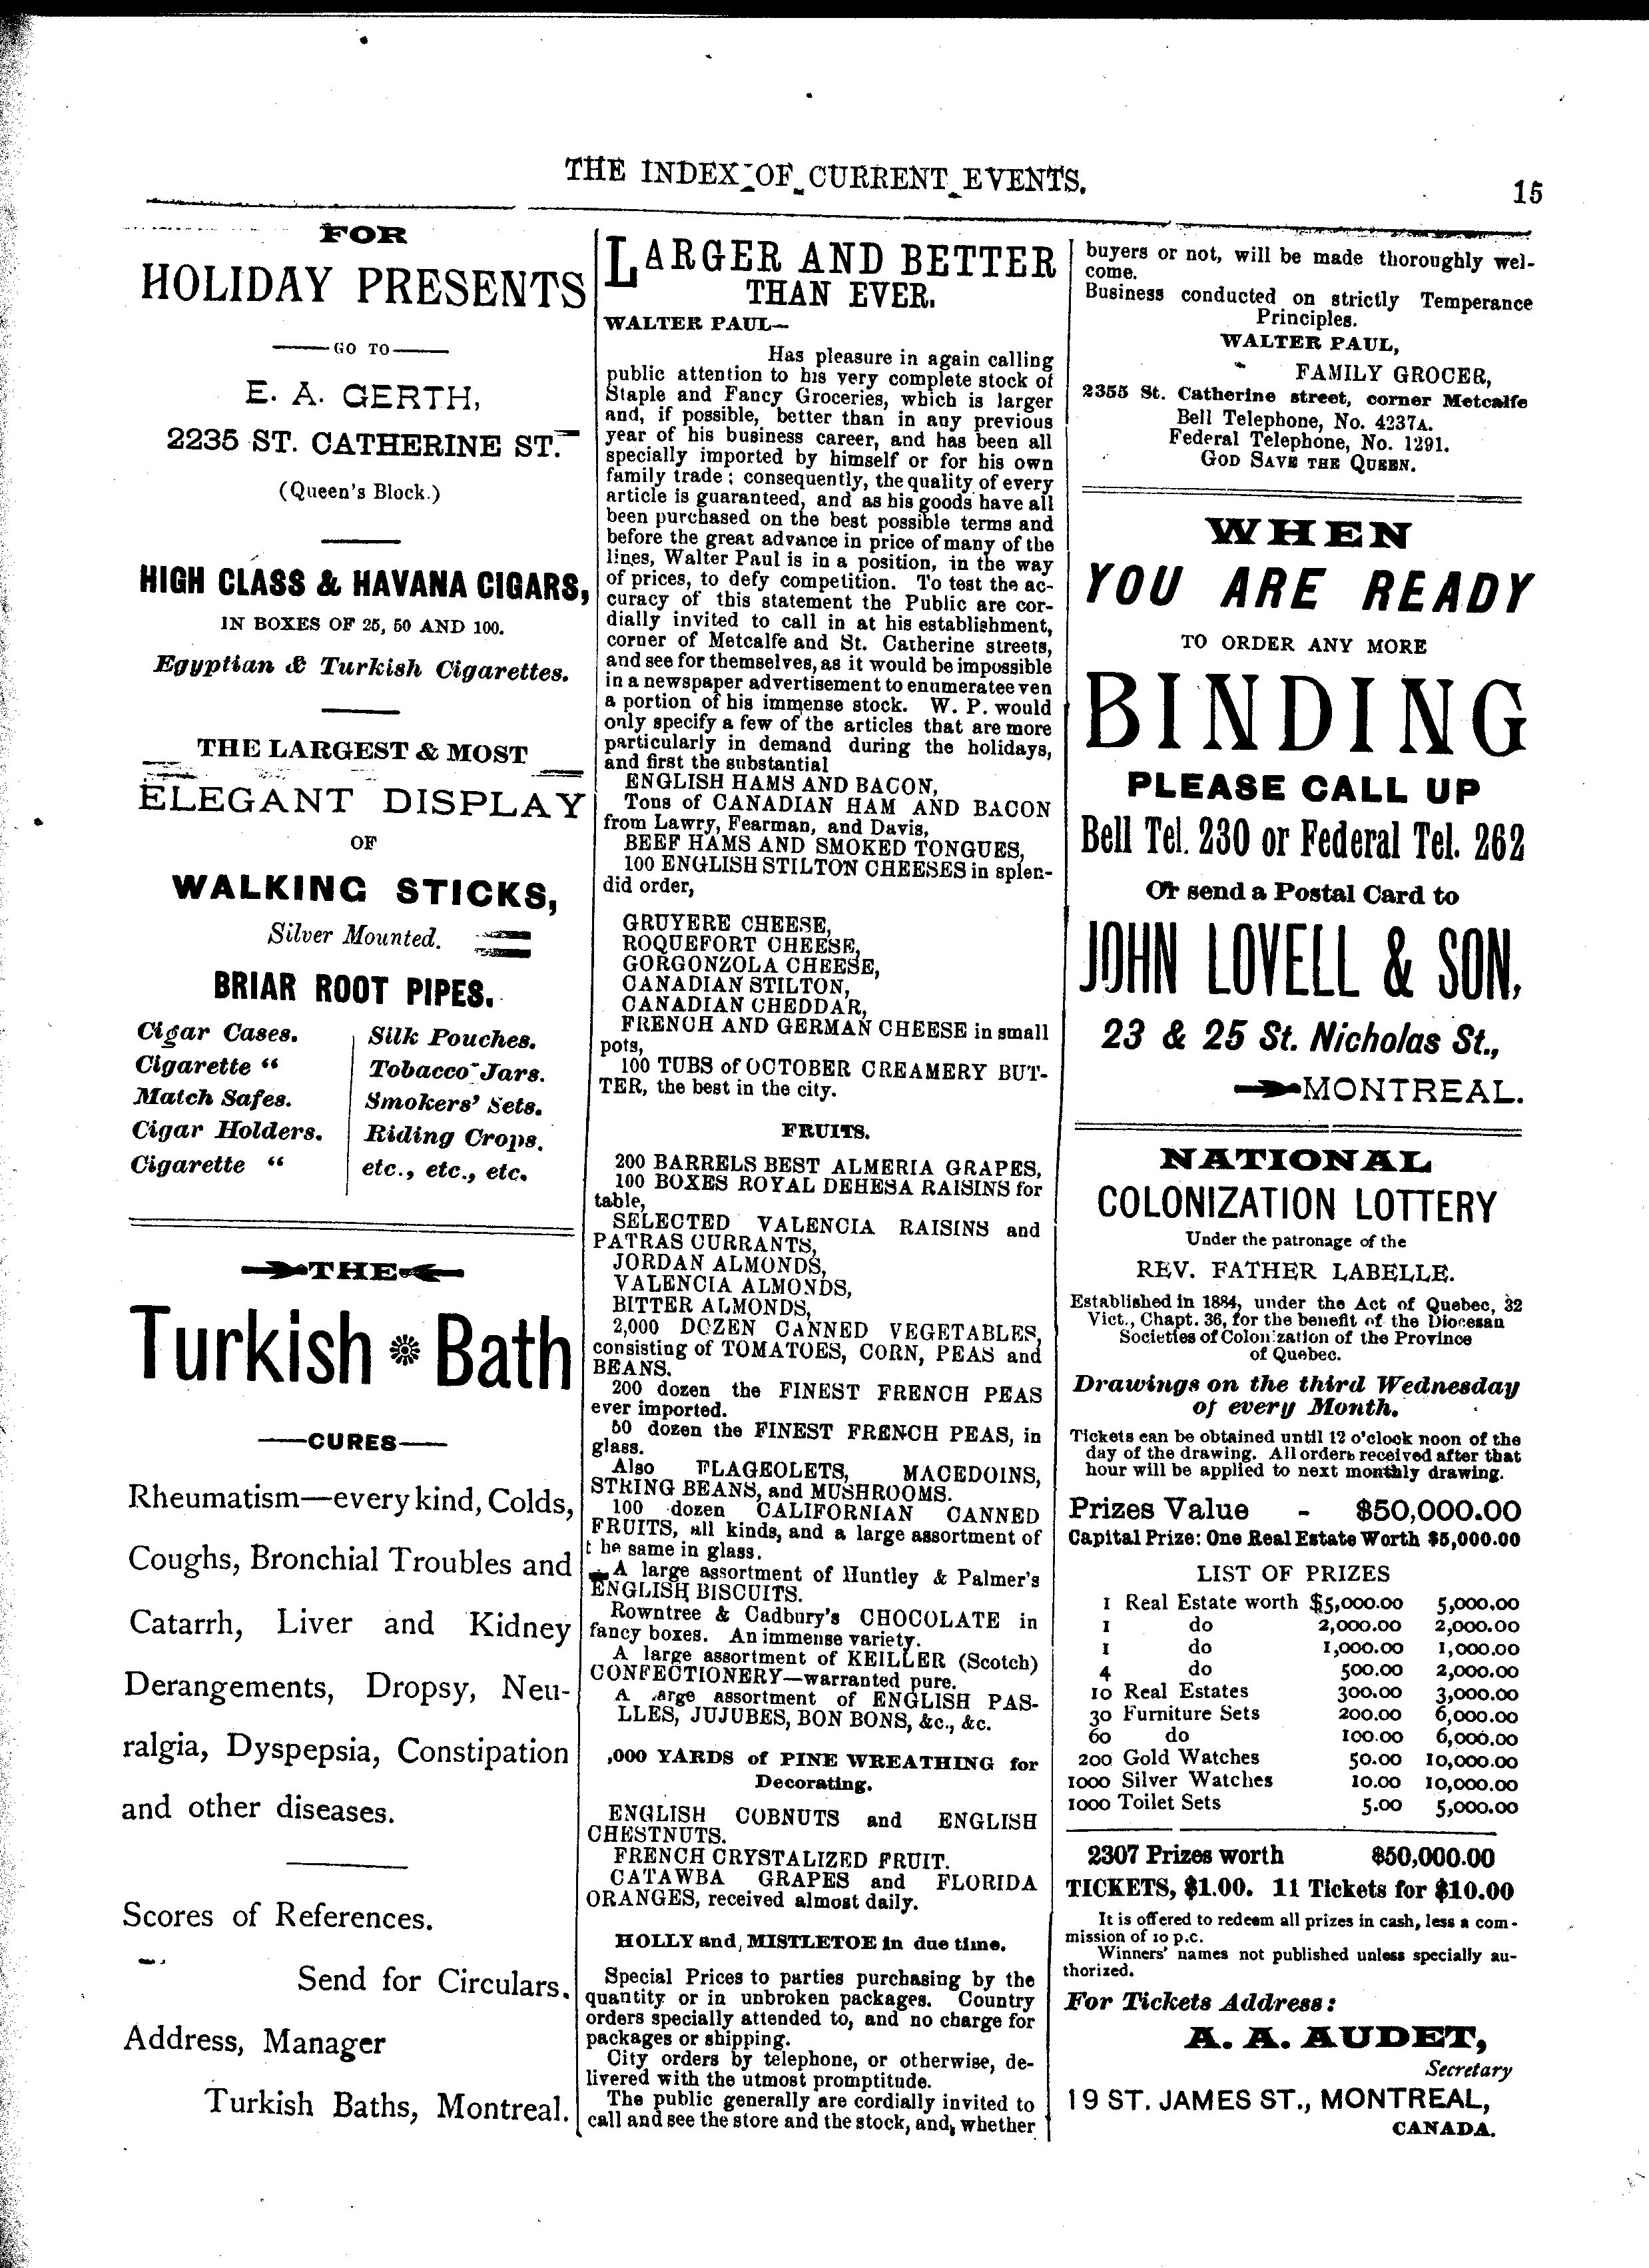 THE INDEX OF CURRENT EVENTS.
15
FOR
HOLIDAY PRESENTS
GO TO
E. A. GERTH,
2235 ST. CATHERINE ST.
(Queen's Block.)
HIGH CLASS & HAVANA CIGARS,
IN BOXES OF 25, 50 AND 100.
Egyptian & Turkish Cigarettes.
THE LARGEST & MOST
ELEGANT DISPLAY
OF
WALKING STICKS,
Silver Mounted.
BRIAR ROOT PIPES.
Cigar Cases.
Cigarette "
Match Safes.
Cigar Holders.
Cigarette "
Silk Pouches.
Tobacco Jars.
Smokers' Sets.
Riding Crops.
etc., etc., etc.
THE
Turkish Bath
—CURES—
Rheumatism—every kind, Colds,
Coughs, Bronchial Troubles and
Catarrh, Liver and Kidney
Derangements, Dropsy, Neu-
ralgia, Dyspepsia, Constipation
and other diseases.
Scores of References.
Send for Circulars.
Address, Manager
Turkish Baths, Montreal.
LARGER AND BETTER
THAN EVER.
WALTER PAUL—
Has pleasure in again calling
public attention to his very complete stock of
Staple and Fancy Groceries, which is larger
and, if possible, better than in any previous
year of his business career, and has been all
specially imported by himself or for his own
family trade; consequently, the quality of every
article is guaranteed, and as his goods have all
been purchased on the best possible terms and
before the great advance in price of many of the
lines, Walter Paul is in a position, in the way
of prices, to defy competition. To test the ac-
curacy of this statement the Public are cor-
dially invited to call in at his establishment,
corner of Metcalfe and St. Catherine streets,
and see for themselves, as it would be impossible
in a newspaper advertisement to enumerate even
a portion of his immense stock. W. P. would
only specify a few of the articles that are more
particularly in demand during the holidays,
and first the substantial
ENGLISH HAMS AND BACON,
Tons of CANADIAN HAM AND BACON
from Lawry, Fearman, and Davis,
BEEF HAMS AND SMOKED TONGUES,
100 ENGLISH STILTON CHEESES in splen-
did order,
GRUYERE CHEESE,
ROQUEFORT CHEESE,
GORGONZOLA CHEESE,
CANADIAN STILTON,
CANADIAN CHEDDAR,
FRENCH AND GERMAN CHEESE in small
pots,
100 TUBS of OCTOBER CREAMERY BUT-
TER, the best in the city.
FRUITS.
200 BARRELS BEST ALMERIA GRAPES,
100 BOXES ROYAL DEHESA RAISINS for
table,
SELECTED VALENCIA RAISINS and
PATRAS CURRANTS,
JORDAN ALMONDS,
VALENCIA ALMONDS,
BITTER ALMONDS,
2,000 DOZEN CANNED VEGETABLES,
consisting of TOMATOES, CORN, PEAS and
BEANS.
200 dozen the FINEST FRENCH PEAS
ever imported.
50 dozen the FINEST FRENCH PEAS, in
glass.
Also FLAGEOLETS, MACEDOINS,
STRING BEANS, and MUSHROOMS.
100 dozen CALIFORNIAN CANNED
FRUITS, all kinds, and a large assortment of
the same in glass.
A large assortment of Huntley & Palmer's
ENGLISH BISCUITS.
Rowntree & Cadbury's CHOCOLATE in
fancy boxes. An immense variety.
A large assortment of KEILLER (Scotch)
CONFECTIONERY—warranted pure.
A arge assortment of ENGLISH PAS-
LLES, JUJUBES, BON BONS, &c., &c.
,000 YARDS of PINE WREATHING for
Decorating.
ENGLISH COBNUTS and ENGLISH
CHESTNUTS.
FRENCH CRYSTALIZED FRUIT.
CATAWBA GRAPES and FLORIDA
ORANGES, received almost daily.
HOLLY and MISTLETOE in due time.
Special Prices to parties purchasing by the
quantity or in unbroken packages. Country
orders specially attended to, and no charge for
packages or shipping.
City orders by telephone, or otherwise, de-
livered with the utmost promptitude.
The public generally are cordially invited to
call and see the store and the stock, and, whether
buyers or not, will be made thoroughly wel-
come.
Business conducted on strictly Temperance
Principles.
WALTER PAUL,
FAMILY GROCER,
2355 St. Catherine street, corner Metcalfe
Bell Telephone, No. 4237A.
Federal Telephone, No. 1291.
GOD SAVE THE QUEEN.
WHEN
YOU ARE READY
TO ORDER ANY MORE
BINDING
PLEASE CALL UP
Bell Tel. 230 or Federal Tel. 262
Or send a Postal Card to
JOHN LOVELL & SON,
23 & 25 St. Nicholas St.,
MONTREAL.
NATIONAL
COLONIZATION LOTTERY
Under the patronage of the
REV. FATHER LABELLE.
Established in 1884, under the Act of Quebec, 32
Vict., Chapt. 36, for the benefit of the Diocesan
Societies of Colonization of the Province
of Quebec.
Drawings on the third Wednesday
of every Month.
Tickets can be obtained until 12 o'clock noon of the
day of the drawing. All orders received after that
hour will be applied to next monthly drawing.
Prizes Value - $50,000.00
Capital Prize: One Real Estate Worth $5,000.00
LIST OF PRIZES
1 Real Estate worth $5,000.00 5,000.00
1 do 2,000.00 2,000.00
1 do 1,000.00 1,000.00
4 do 500.00 2,000.00
10 Real Estates 300.00 3,000.00
30 Furniture Sets 200.00 6,000.00
60 do 100.00 6,000.00
200 Gold Watches 50.00 10,000.00
1000 Silver Watches 10.00 10,000.00
1000 Toilet Sets 5.00 5,000.00
2307 Prizes worth $50,000.00
TICKETS, $1.00. 11 Tickets for $10.00
It is offered to redeem all prizes in cash, less a com-
mission of 10 p.c.
Winners' names not published unless specially au-
thorized.
For Tickets Address:
A. A. AUDET,
Secretary
19 ST. JAMES ST., MONTREAL,
CANADA.